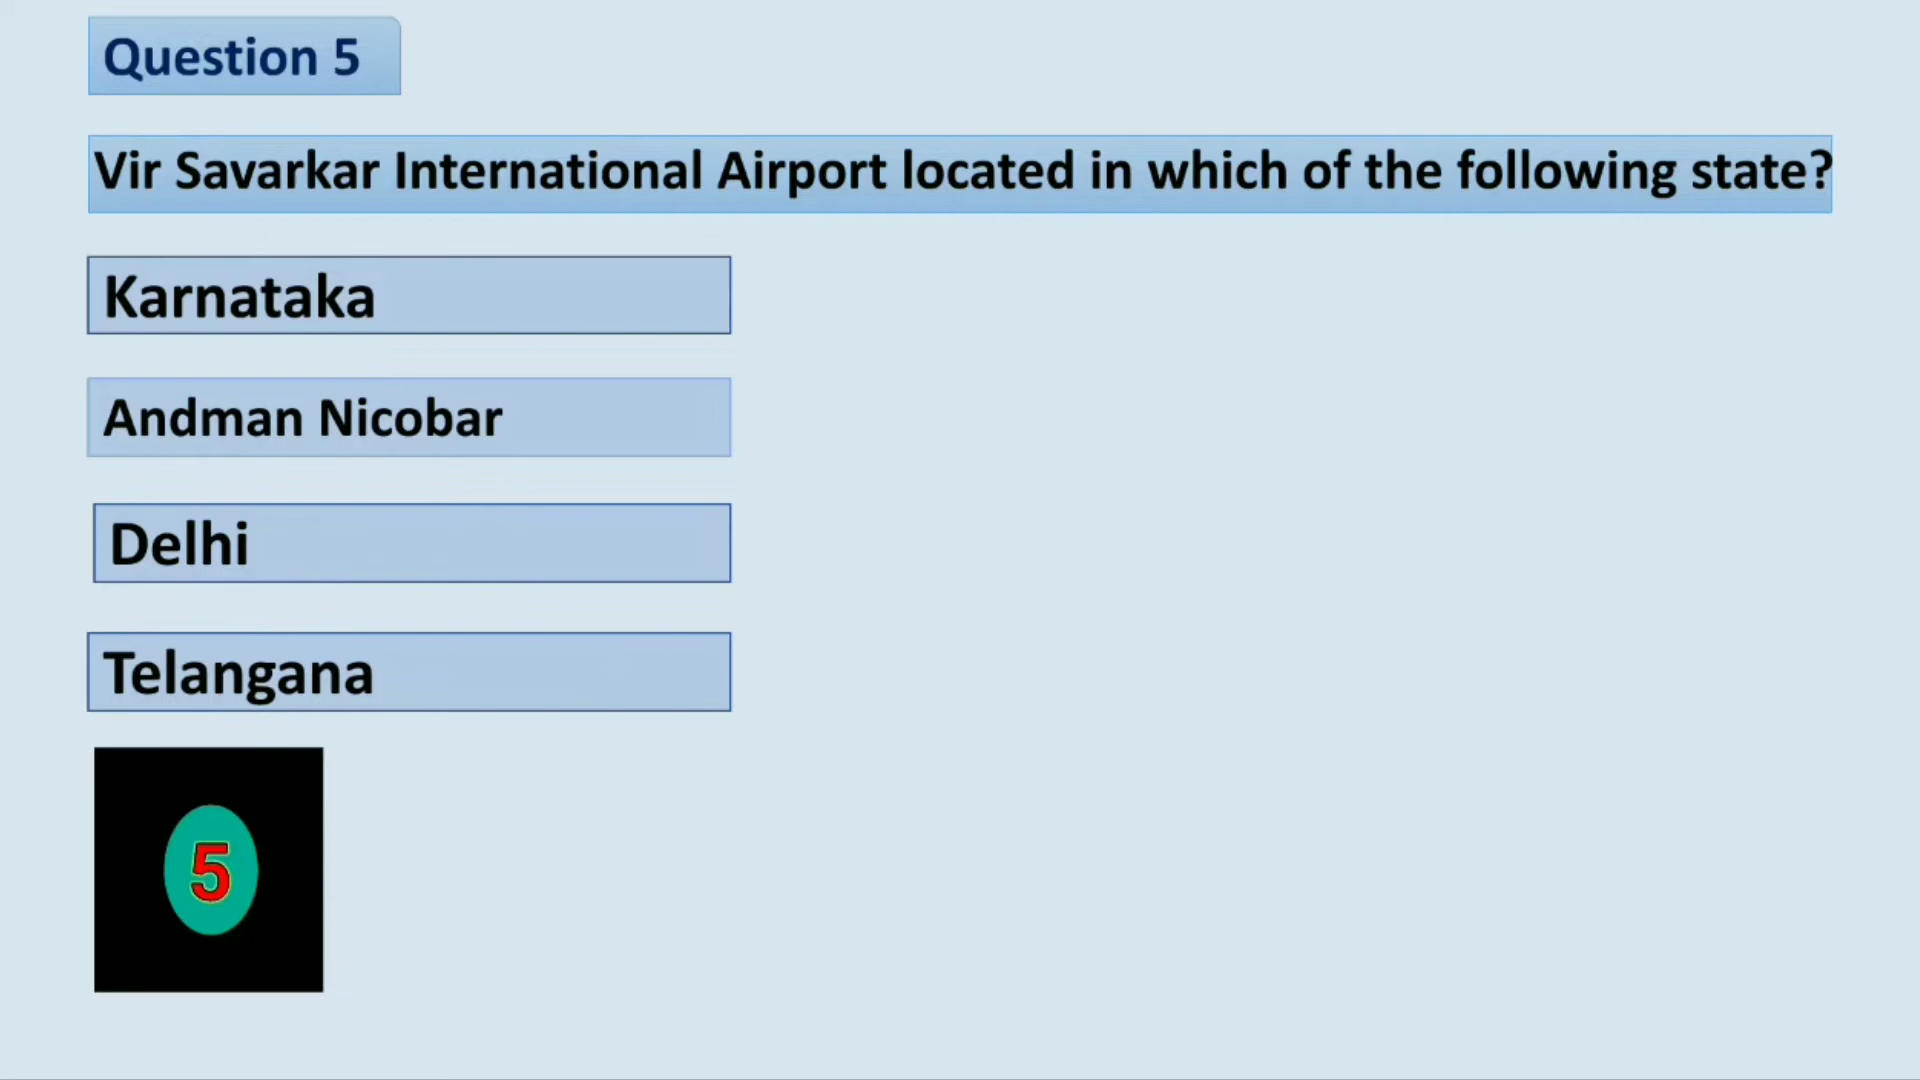 Question 5
Vir Savarkar International Airport located in which of the following state?
Karnataka
Andman Nicobar
Delhi
Telangana
5